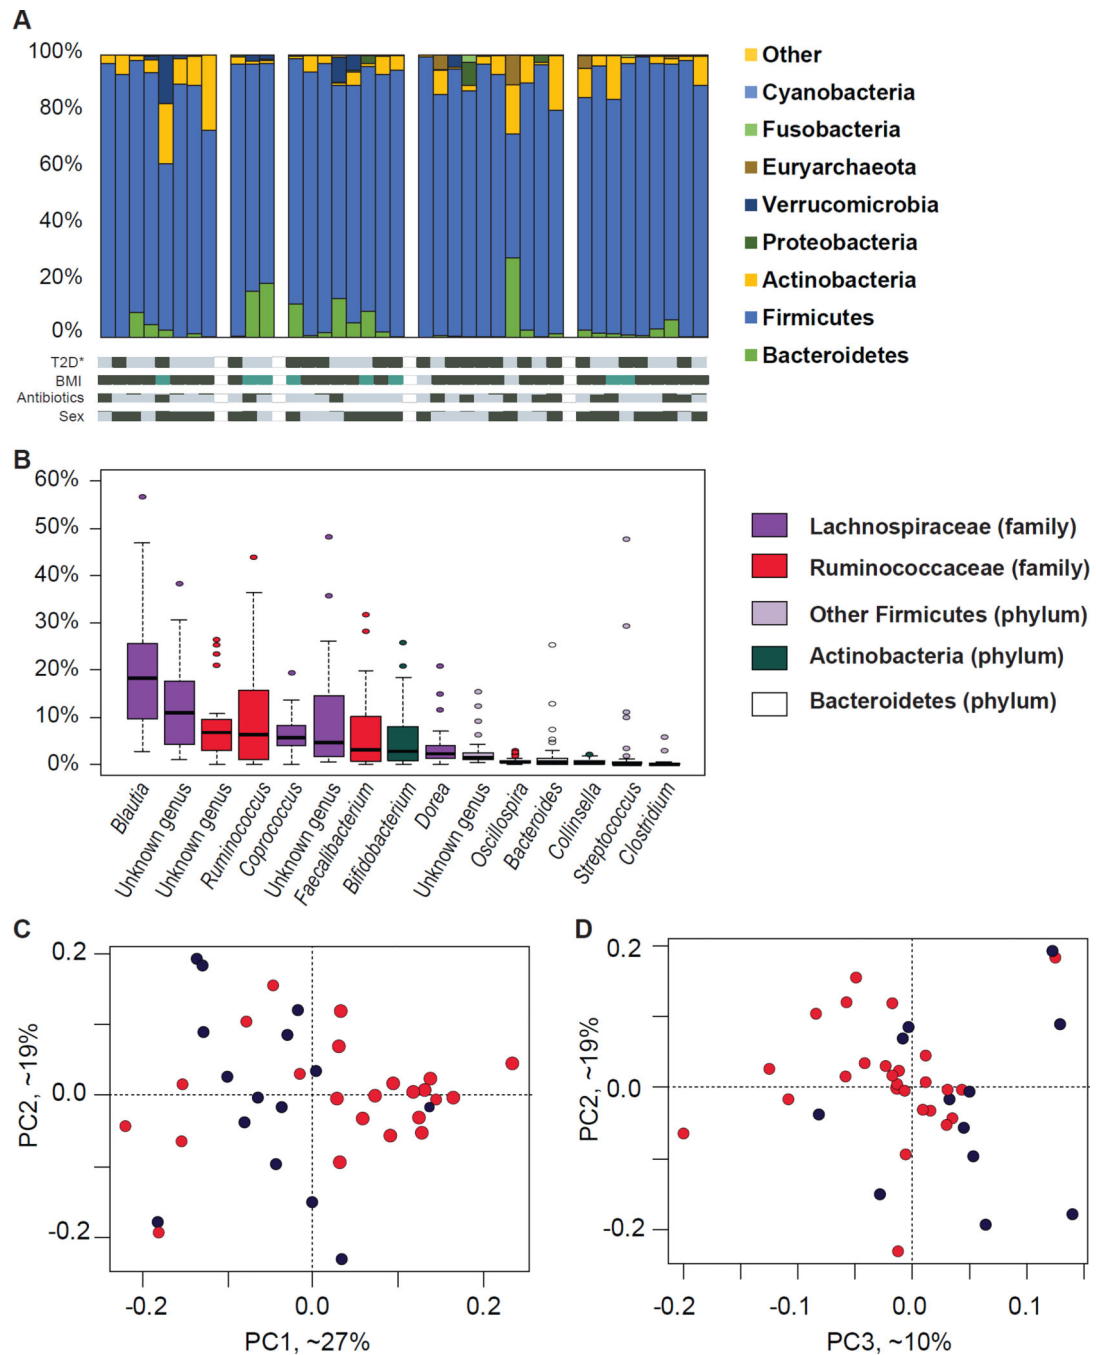 A
100%
80%
60%
40%
20%
0%
Other
Cyanobacteria
Fusobacteria
Euryarchaeota
Verrucomicrobia
Proteobacteria
Actinobacteria
Firmicutes
Bacteroidetes
T2D*
BMI
Antibiotics
Sex
B
60%
50%
40%
30%
20%
10%
0%
Blautia
Unknown genus
Unknown genus
Ruminococcus
Coprococcus
Unknown genus
Faecalibacterium
Bifidobacterium
Dorea
Unknown genus
Oscillospira
Bacteroides
Collinsella
Streptococcus
Clostridium
Lachnospiraceae (family)
Ruminococcaceae (family)
Other Firmicutes (phylum)
Actinobacteria (phylum)
Bacteroidetes (phylum)
C
0.2
0.0
-0.2
PC2, ~19%
-0.2 0.0 0.2
PC1, ~27%
D
0.2
0.0
-0.2
PC2, ~19%
-0.2 -0.1 0.0 0.1
PC3, ~10%